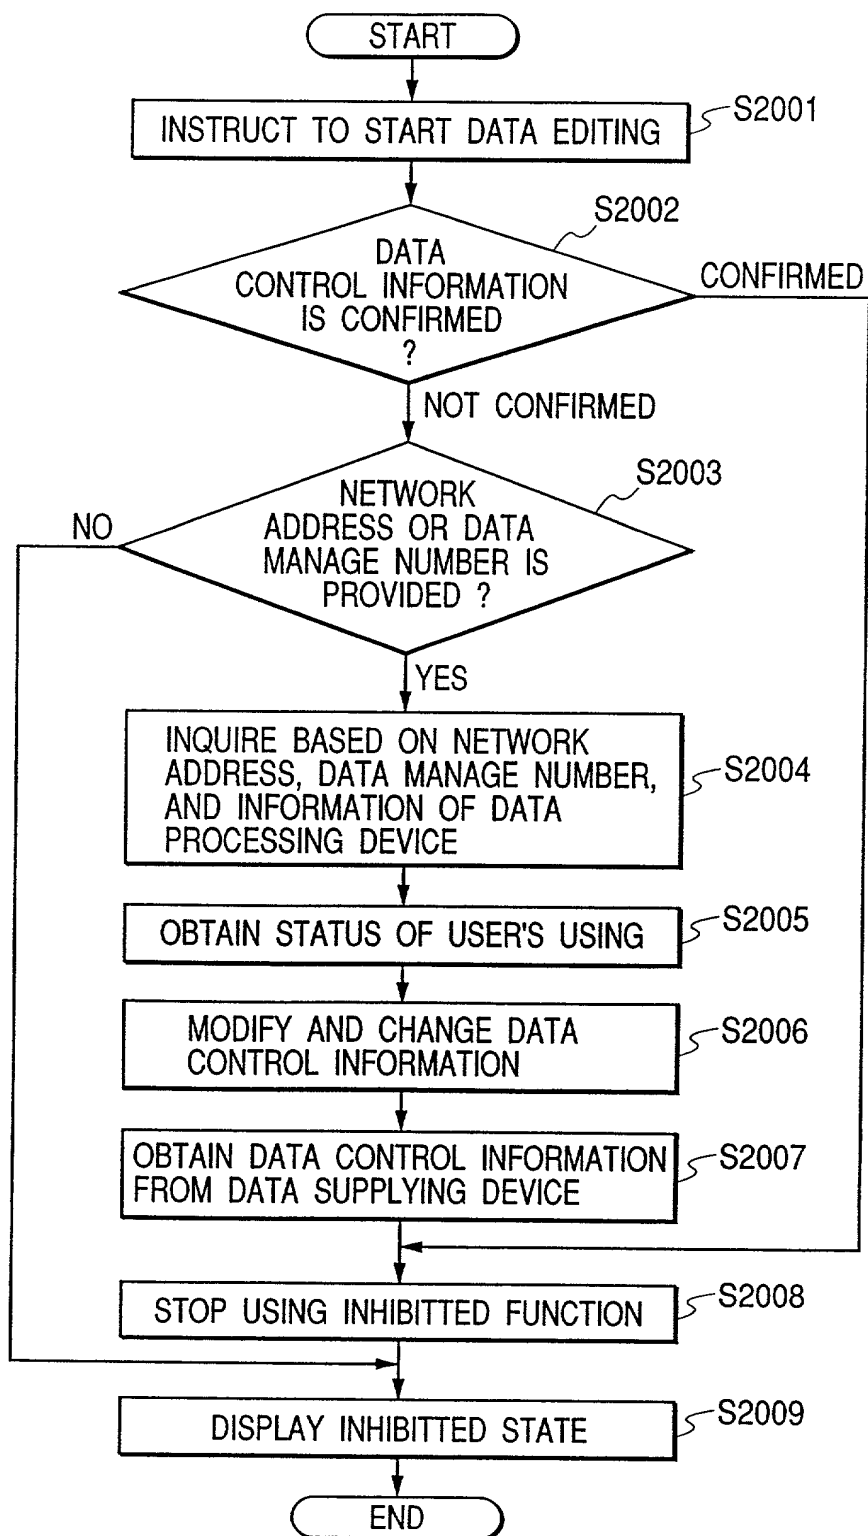 START
INSTRUCT TO START DATA EDITING
S2001
S2002
DATA
CONTROL INFORMATION
IS CONFIRMED
?
CONFIRMED
NOT CONFIRMED
S2003
NETWORK
ADDRESS OR DATA
MANAGE NUMBER IS
PROVIDED ?
NO
YES
INQUIRE BASED ON NETWORK
ADDRESS, DATA MANAGE NUMBER,
AND INFORMATION OF DATA
PROCESSING DEVICE
S2004
OBTAIN STATUS OF USER'S USING
S2005
MODIFY AND CHANGE DATA
CONTROL INFORMATION
S2006
OBTAIN DATA CONTROL INFORMATION
FROM DATA SUPPLYING DEVICE
S2007
STOP USING INHIBITTED FUNCTION
S2008
DISPLAY INHIBITTED STATE
S2009
END